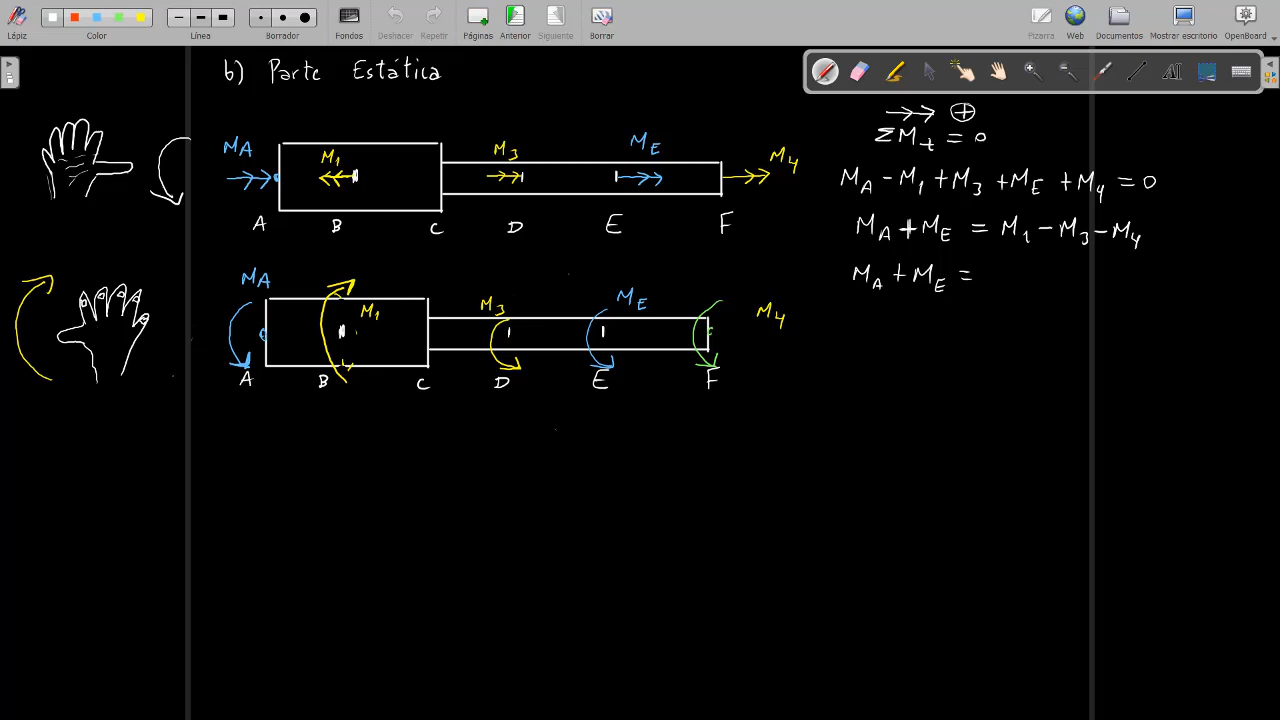 Lápiz Color Línea Borrador Fondos Deshacer Repetir Páginas Anterior Siguiente Borrar Pizarra Web Documentos Mostrar escritorio OpenBoard
b) Parte Estática
MA M1 M3 ME M4
A B C D E F
MA M1 M3 ME M4
A B C D E F
⊕
ΣMt = 0
MA - M1 + M3 + ME + M4 = 0
MA + ME = M1 - M3 - M4
MA + ME =